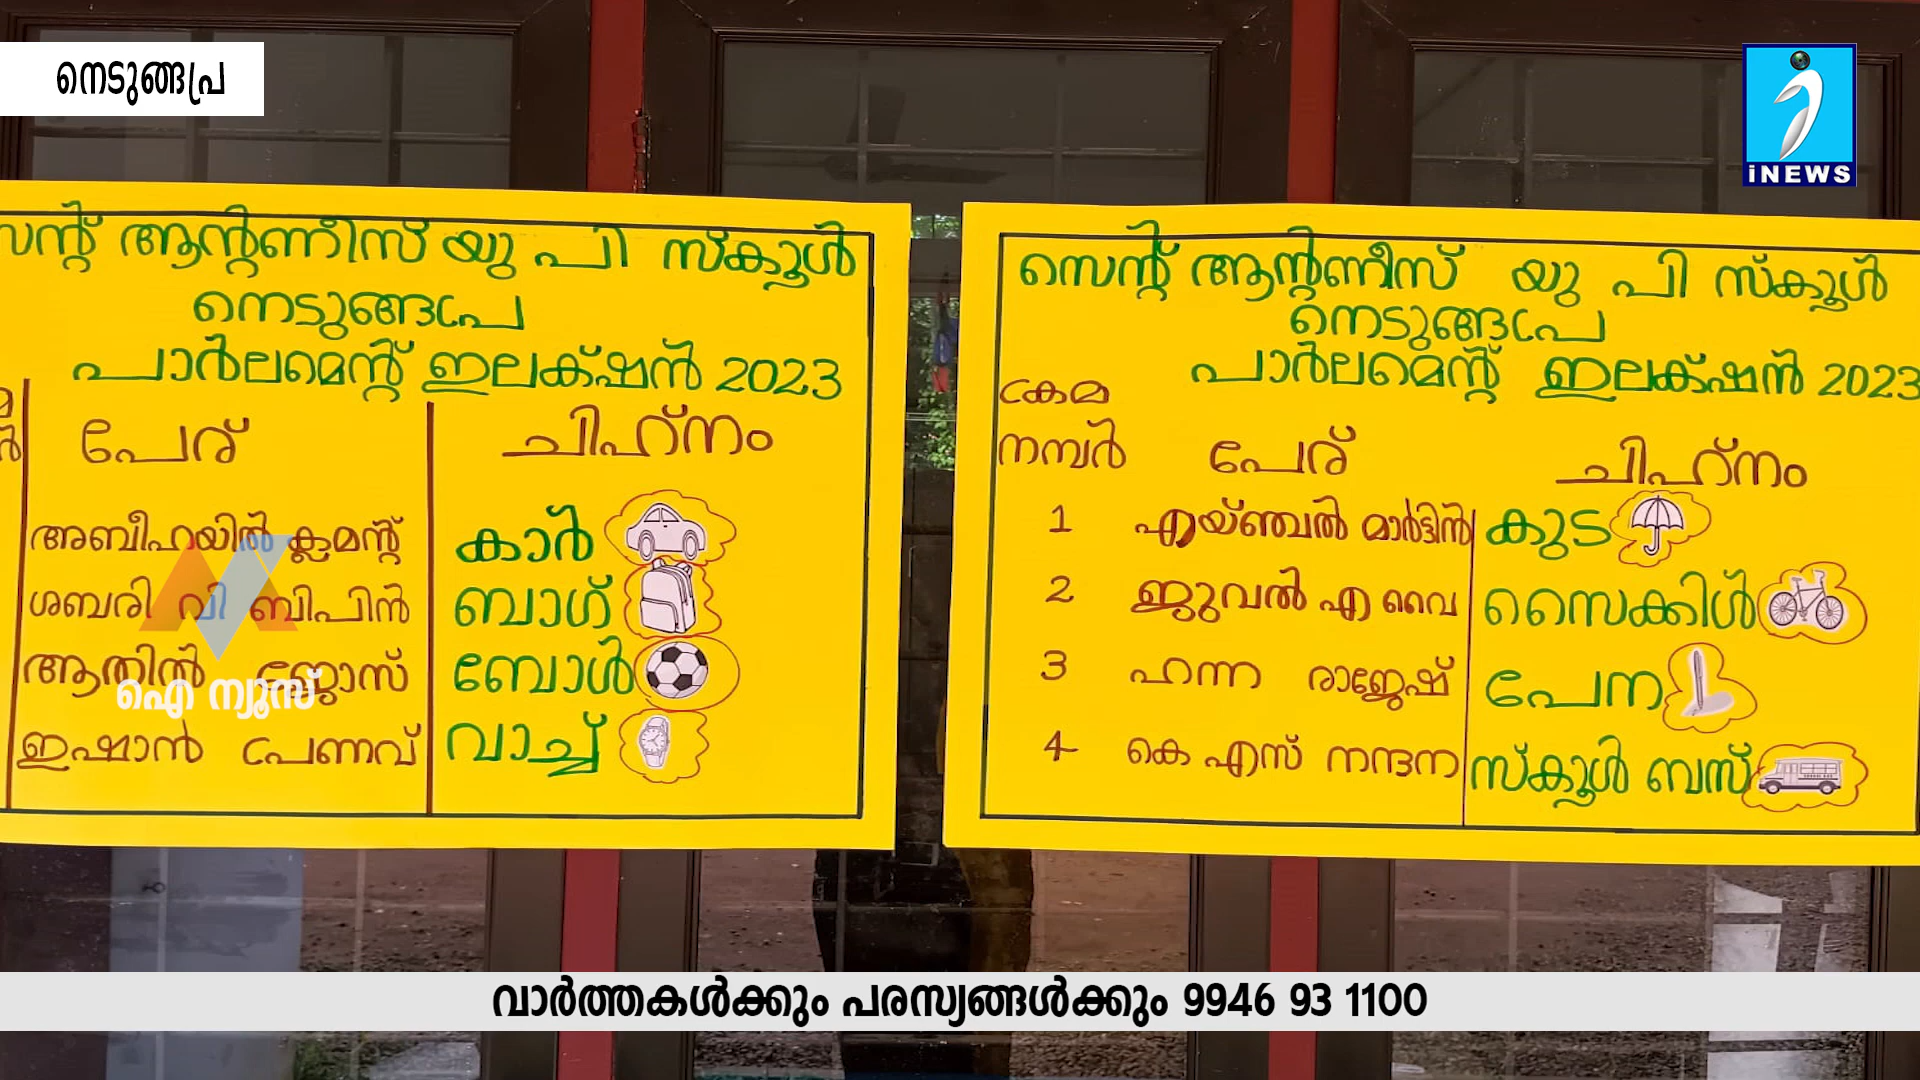 നെടുങ്ങപ്ര
iNEWS
സെന്റ് ആന്റണീസ് യു പി സ്കൂൾ
നെടുങ്ങപ്ര
പാർലമെന്റ് ഇലക്ഷൻ 2023
പേര് ചിഹ്നം
അബീഹയിൽ ക്ലമന്റ് കാർ
ശബരി വി ബിപിൻ ബാഗ്
ആതിൽ ജോസ് ബോൾ
ഇഷാൻ പ്രണവ് വാച്ച്
ഐ ന്യൂസ്
സെന്റ് ആന്റണീസ് യു പി സ്കൂൾ
നെടുങ്ങപ്ര
പാർലമെന്റ് ഇലക്ഷൻ 2023
ക്രമ
നമ്പർ പേര് ചിഹ്നം
1 എയ്ഞ്ചൽ മാർട്ടിൻ കുട
2 ജുവൽ എ വൈ സൈക്കിൾ
3 ഹന്ന രാജേഷ് പേന
4 കെ എസ് നന്ദന സ്കൂൾ ബസ്
വാർത്തകൾക്കും പരസ്യങ്ങൾക്കും 9946 93 1100